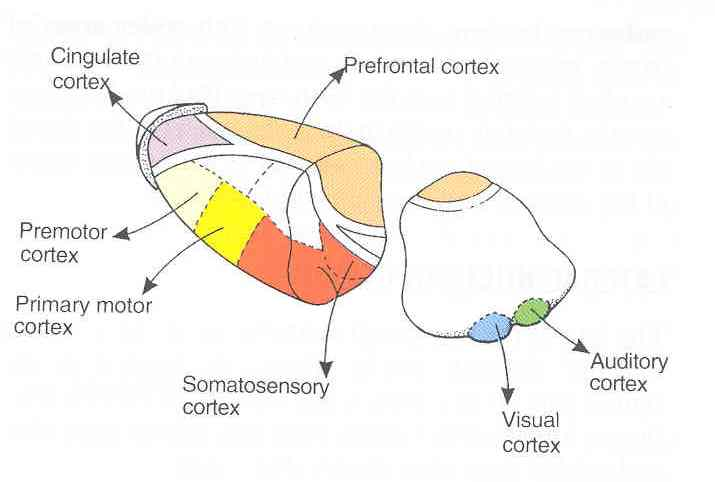 Cingulate
cortex
Prefrontal cortex
Premotor
cortex
Primary motor
cortex
Somatosensory
cortex
Auditory
cortex
Visual
cortex